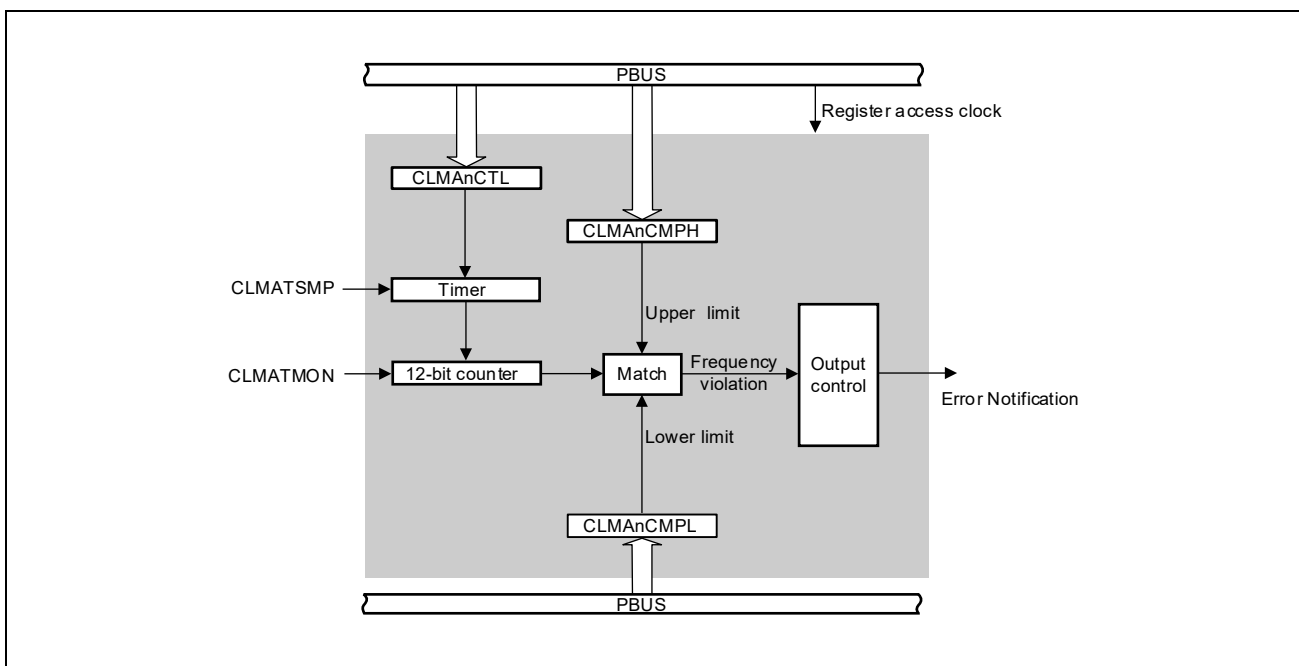 PBUS
Register access clock
CLMAnCTL
CLMAnCMPH
CLMATSMP
Timer
Upper limit
CLMATMON
12-bit counter
Match
Frequency
violation
Output
control
Error Notification
Lower limit
CLMAnCMPL
PBUS